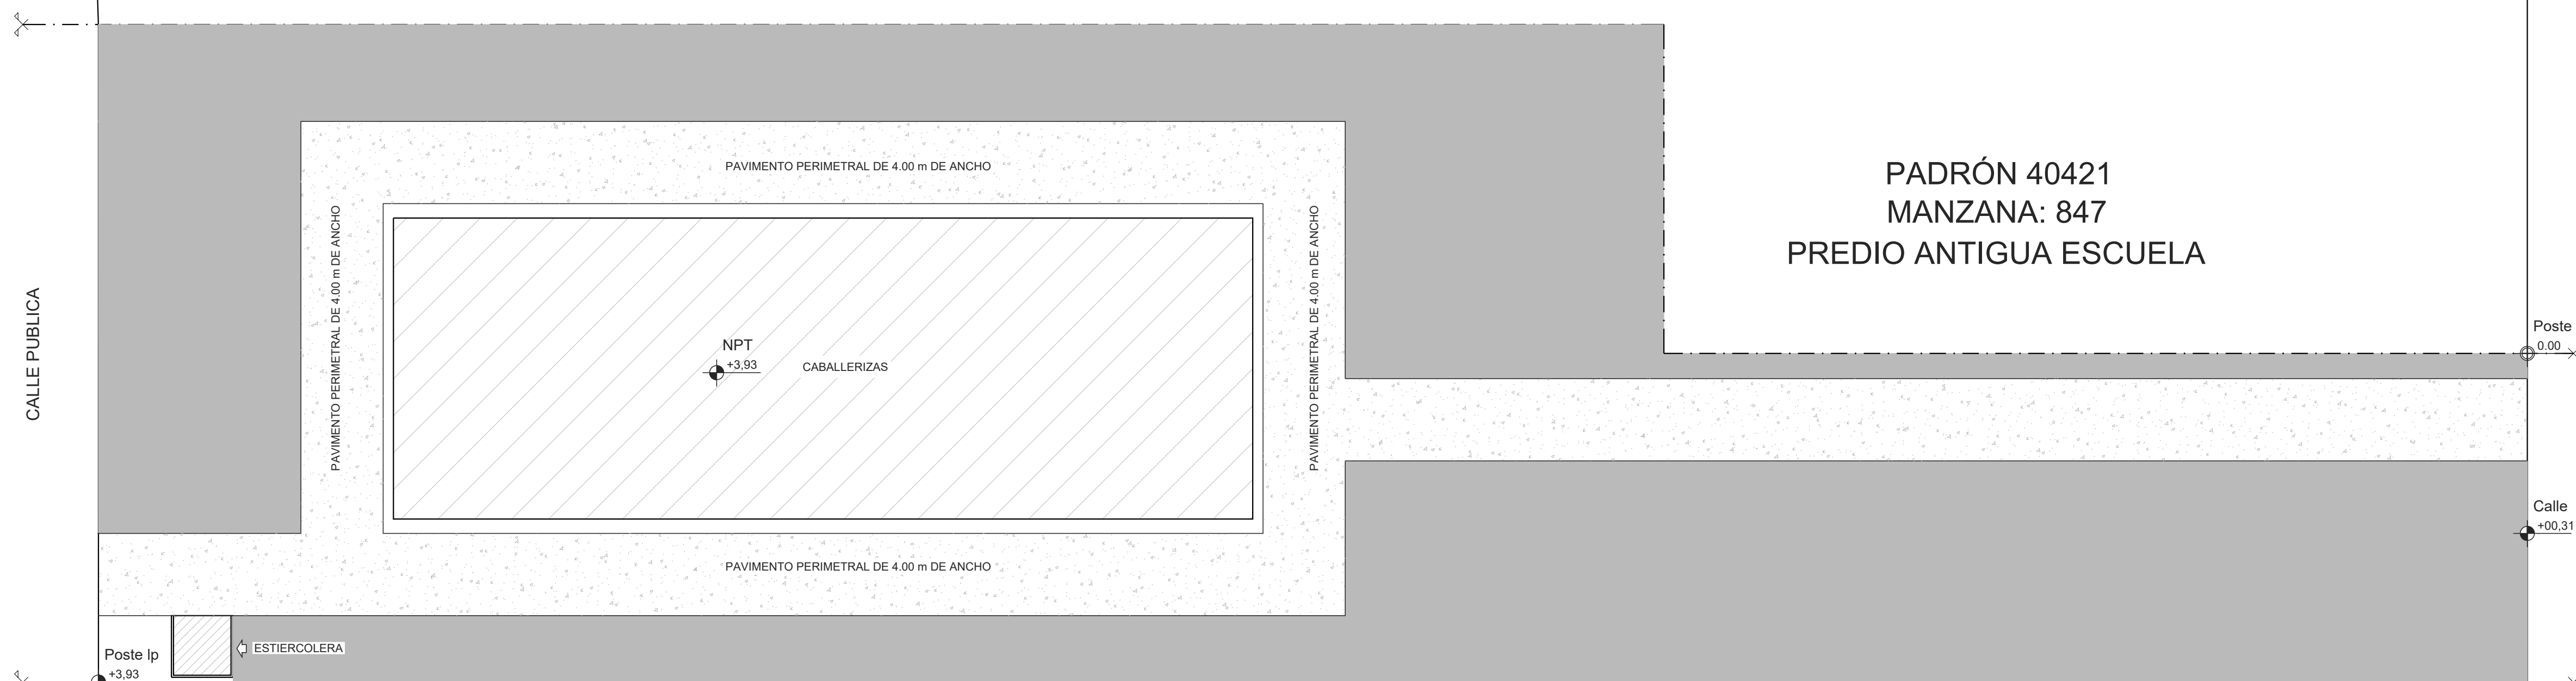 PAVIMENTO PERIMETRAL DE 4.00 m DE ANCHO
PADRÓN 40421
MANZANA: 847
PREDIO ANTIGUA ESCUELA
CALLE PUBLICA
PAVIMENTO PERIMETRAL DE 4.00 m DE ANCHO
NPT
+3,93
CABALLERIZAS
PAVIMENTO PERIMETRAL DE 4.00 m DE ANCHO
Poste
0.00
Calle
+00,31
PAVIMENTO PERIMETRAL DE 4.00 m DE ANCHO
ESTIERCOLERA
Poste lp
+3,93